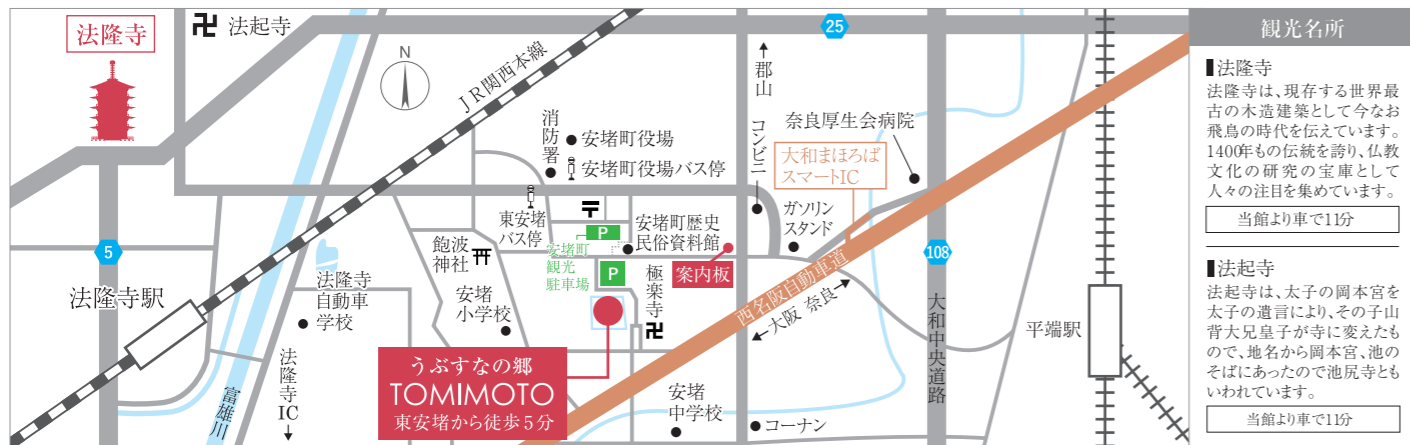 法隆寺
法起寺
25
N
JR関西本線
↑郡山
消防署
安堵町役場
安堵町役場バス停
コンビニ
奈良厚生会病院
大和まほろば
スマートIC
東安堵
バス停
〒
P
安堵町歴史
民俗資料館
ガソリン
スタンド
5
飽波
神社
安堵町
観光
駐車場
P
案内板
108
法隆寺駅
法隆寺
自動車
学校
安堵
小学校
極楽寺
西名阪自動車道
←大阪 奈良→
大和中央道路
平端駅
法隆寺IC↓
富雄川
うぶすなの郷
TOMIMOTO
東安堵から徒歩5分
安堵
中学校
コーナン
観光名所
法隆寺
法隆寺は、現存する世界最
古の木造建築として今なお
飛鳥の時代を伝えています。
1400年もの伝統を誇り、仏教
文化の研究の宝庫として
人々の注目を集めています。
当館より車で11分
法起寺
法起寺は、太子の岡本宮を
太子の遺言により、その子山
背大兄皇子が寺に変えたも
ので、地名から岡本宮、池の
そばにあったので池尻寺とも
いわれています。
当館より車で11分